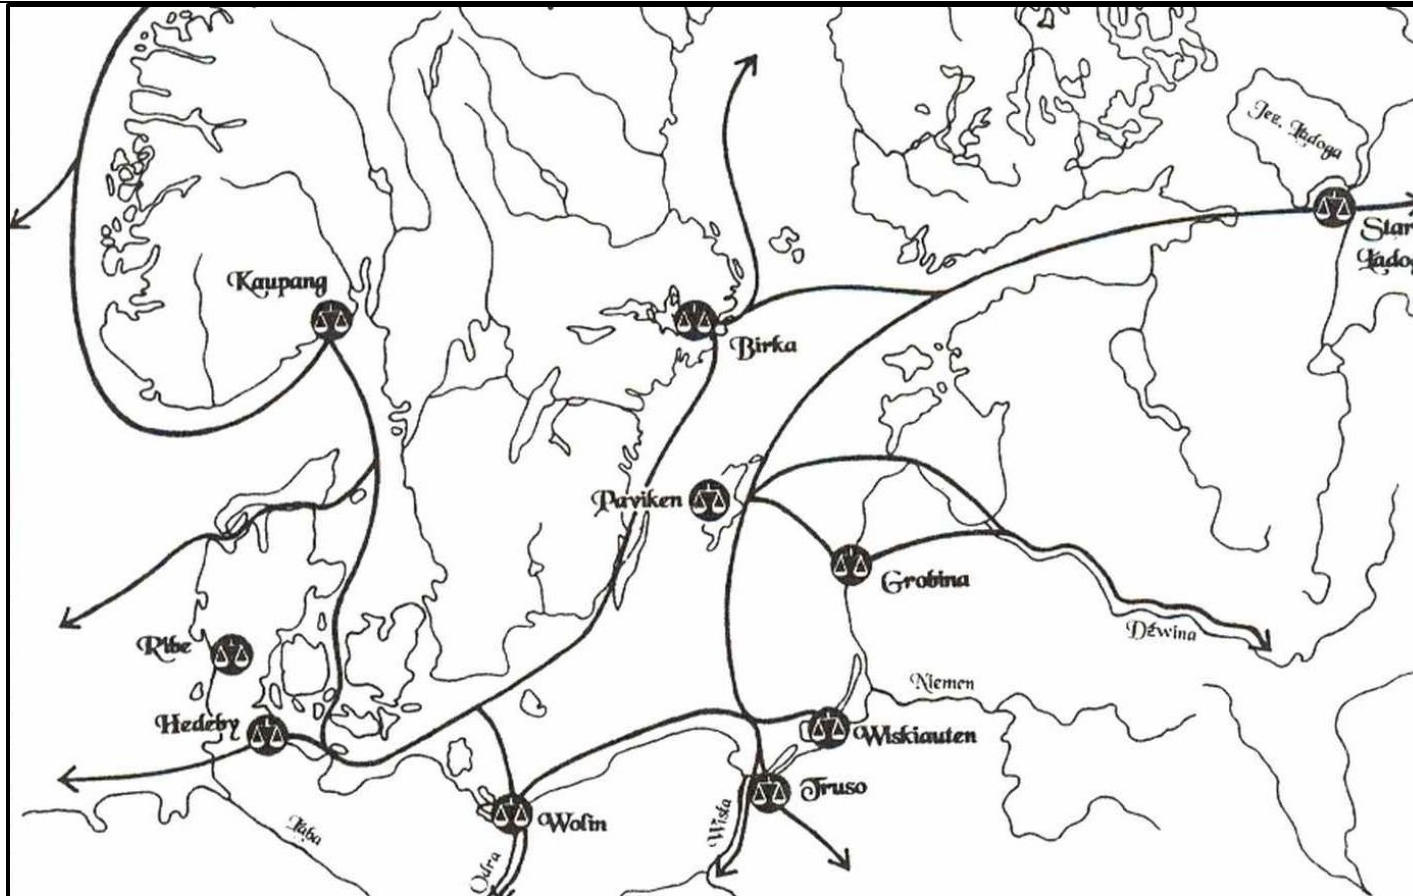 Jez. Ładoga
Star
Ładog
Kaupang
Birka
Paviken
Grobina
Dźwina
Ribe
Niemen
Hedeby
Wiskiauten
Truso
Wolin
Wisła
Łaba
Odra